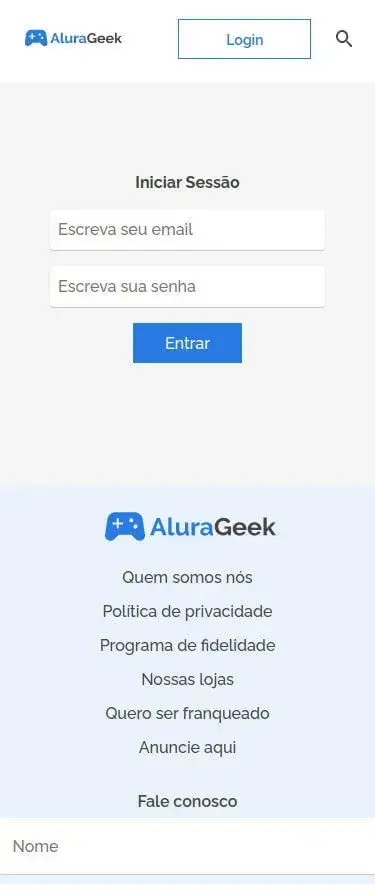 AluraGeek
Login
Iniciar Sessão
Escreva seu email
Escreva sua senha
Entrar
AluraGeek
Quem somos nós
Política de privacidade
Programa de fidelidade
Nossas lojas
Quero ser franqueado
Anuncie aqui
Fale conosco
Nome